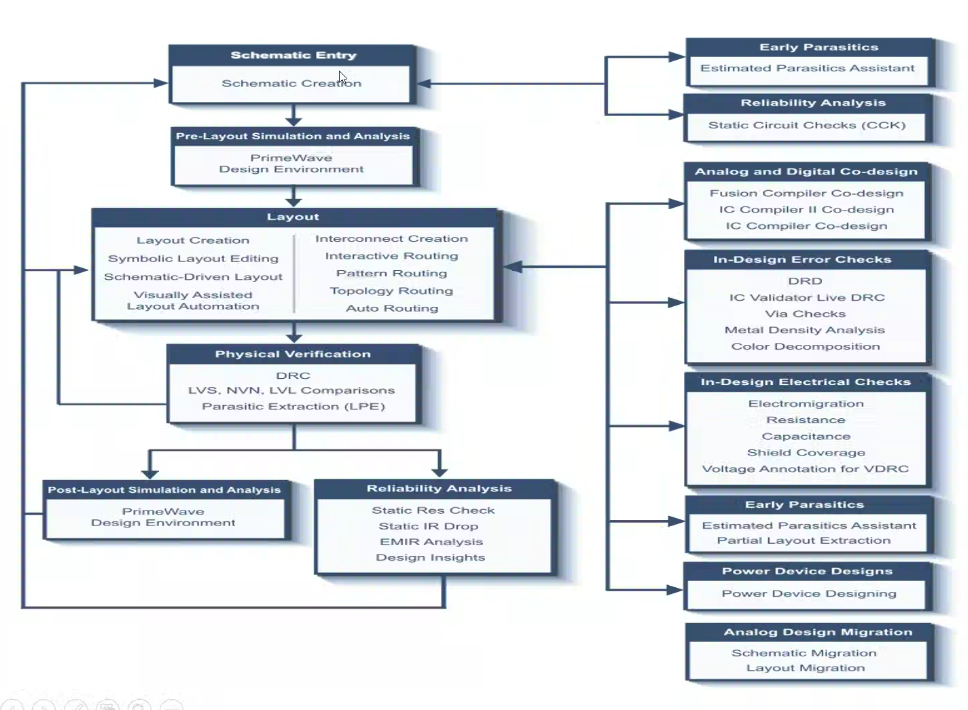 Schematic Entry
Schematic Creation
Pre-Layout Simulation and Analysis
PrimeWave
Design Environment
Layout
Layout Creation
Symbolic Layout Editing
Schematic-Driven Layout
Visually Assisted
Layout Automation
Interconnect Creation
Interactive Routing
Pattern Routing
Topology Routing
Auto Routing
Physical Verification
DRC
LVS, NVN, LVL Comparisons
Parasitic Extraction (LPE)
Post-Layout Simulation and Analysis
PrimeWave
Design Environment
Reliability Analysis
Static Res Check
Static IR Drop
EMIR Analysis
Design Insights
Early Parasitics
Estimated Parasitics Assistant
Reliability Analysis
Static Circuit Checks (CCK)
Analog and Digital Co-design
Fusion Compiler Co-design
IC Compiler II Co-design
IC Compiler Co-design
In-Design Error Checks
DRD
IC Validator Live DRC
Via Checks
Metal Density Analysis
Color Decomposition
In-Design Electrical Checks
Electromigration
Resistance
Capacitance
Shield Coverage
Voltage Annotation for VDRC
Early Parasitics
Estimated Parasitics Assistant
Partial Layout Extraction
Power Device Designs
Power Device Designing
Analog Design Migration
Schematic Migration
Layout Migration